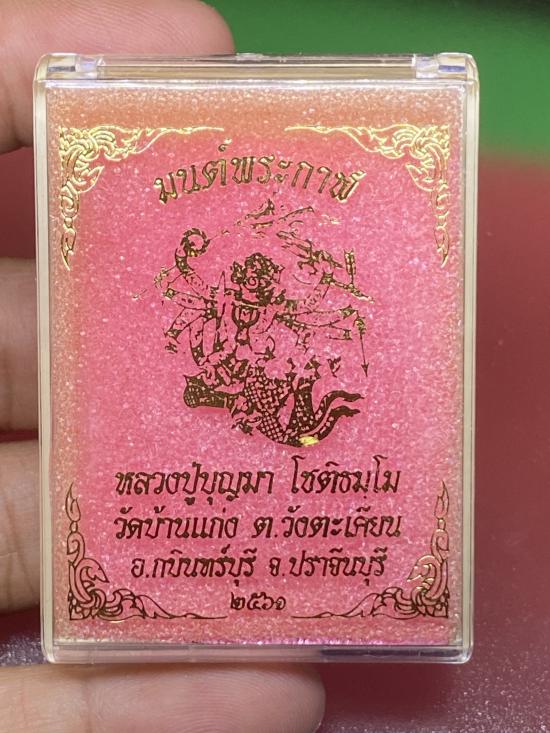 มนต์พระกาฬ
หลวงปู่บุญมา โชติธมฺโม
วัดบ้านแก่ง ต.วังตะเคียน
อ.กบินทร์บุรี จ.ปราจีนบุรี
๒๕๖๑